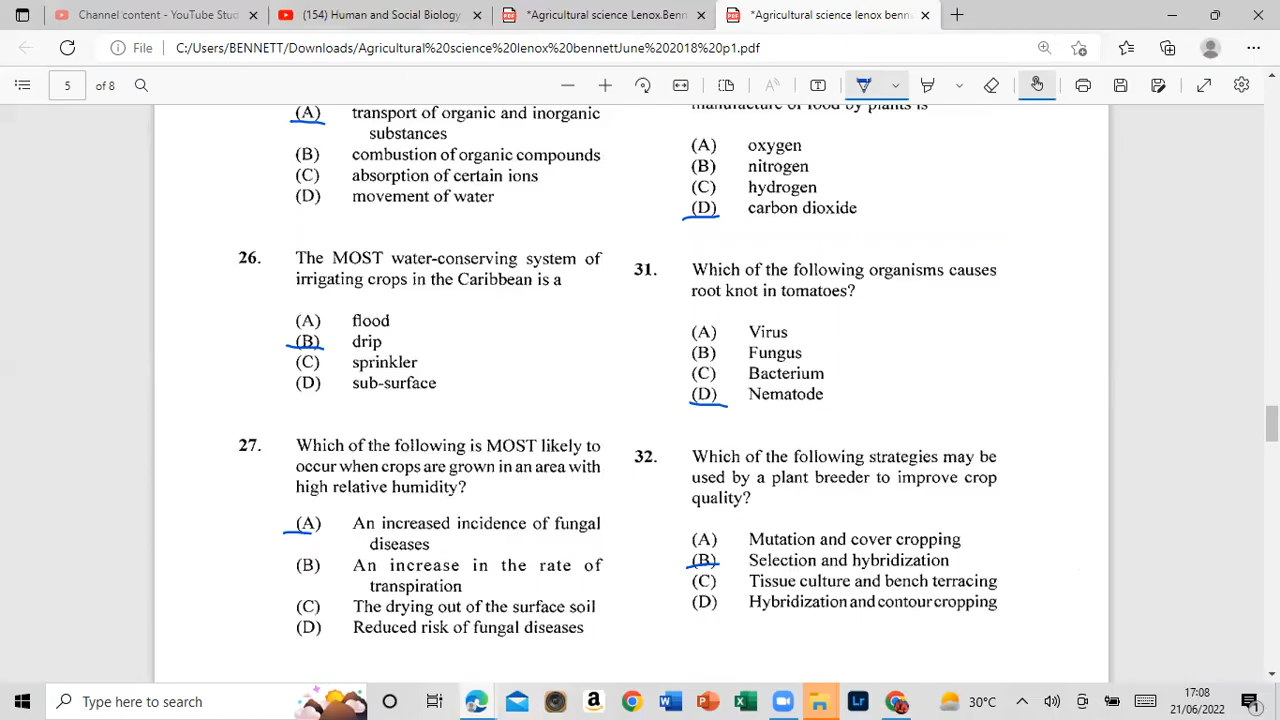 Channel content - YouTube
(154) Human and Social Biology
*Agricultural science Lenox.Ben
*Agricultural science lenox ber
File
C:/Users/BENNETT/Downloads/Agricultural%20science%20lenox%20bennettJune%202018%20p1.pdf
5 of 8
(A) transport of organic and inorganic
substances
(B) combustion of organic compounds
(C) absorption of certain ions
(D) movement of water
26. The MOST water-conserving system of
irrigating crops in the Caribbean is a
(A) flood
(B) drip
(C) sprinkler
(D) sub-surface
27. Which of the following is MOST likely to
occur when crops are grown in an area with
high relative humidity?
(A) An increased incidence of fungal
diseases
(B) An increase in the rate of
transpiration
(C) The drying out of the surface soil
(D) Reduced risk of fungal diseases
manufacture of food by plants is
(A) oxygen
(B) nitrogen
(C) hydrogen
(D) carbon dioxide
31. Which of the following organisms causes
root knot in tomatoes?
(A) Virus
(B) Fungus
(C) Bacterium
(D) Nematode
32. Which of the following strategies may be
used by a plant breeder to improve crop
quality?
(A) Mutation and cover cropping
(B) Selection and hybridization
(C) Tissue culture and bench terracing
(D) Hybridization and contour cropping
Type here to search
30°C
17:08
21/06/2022